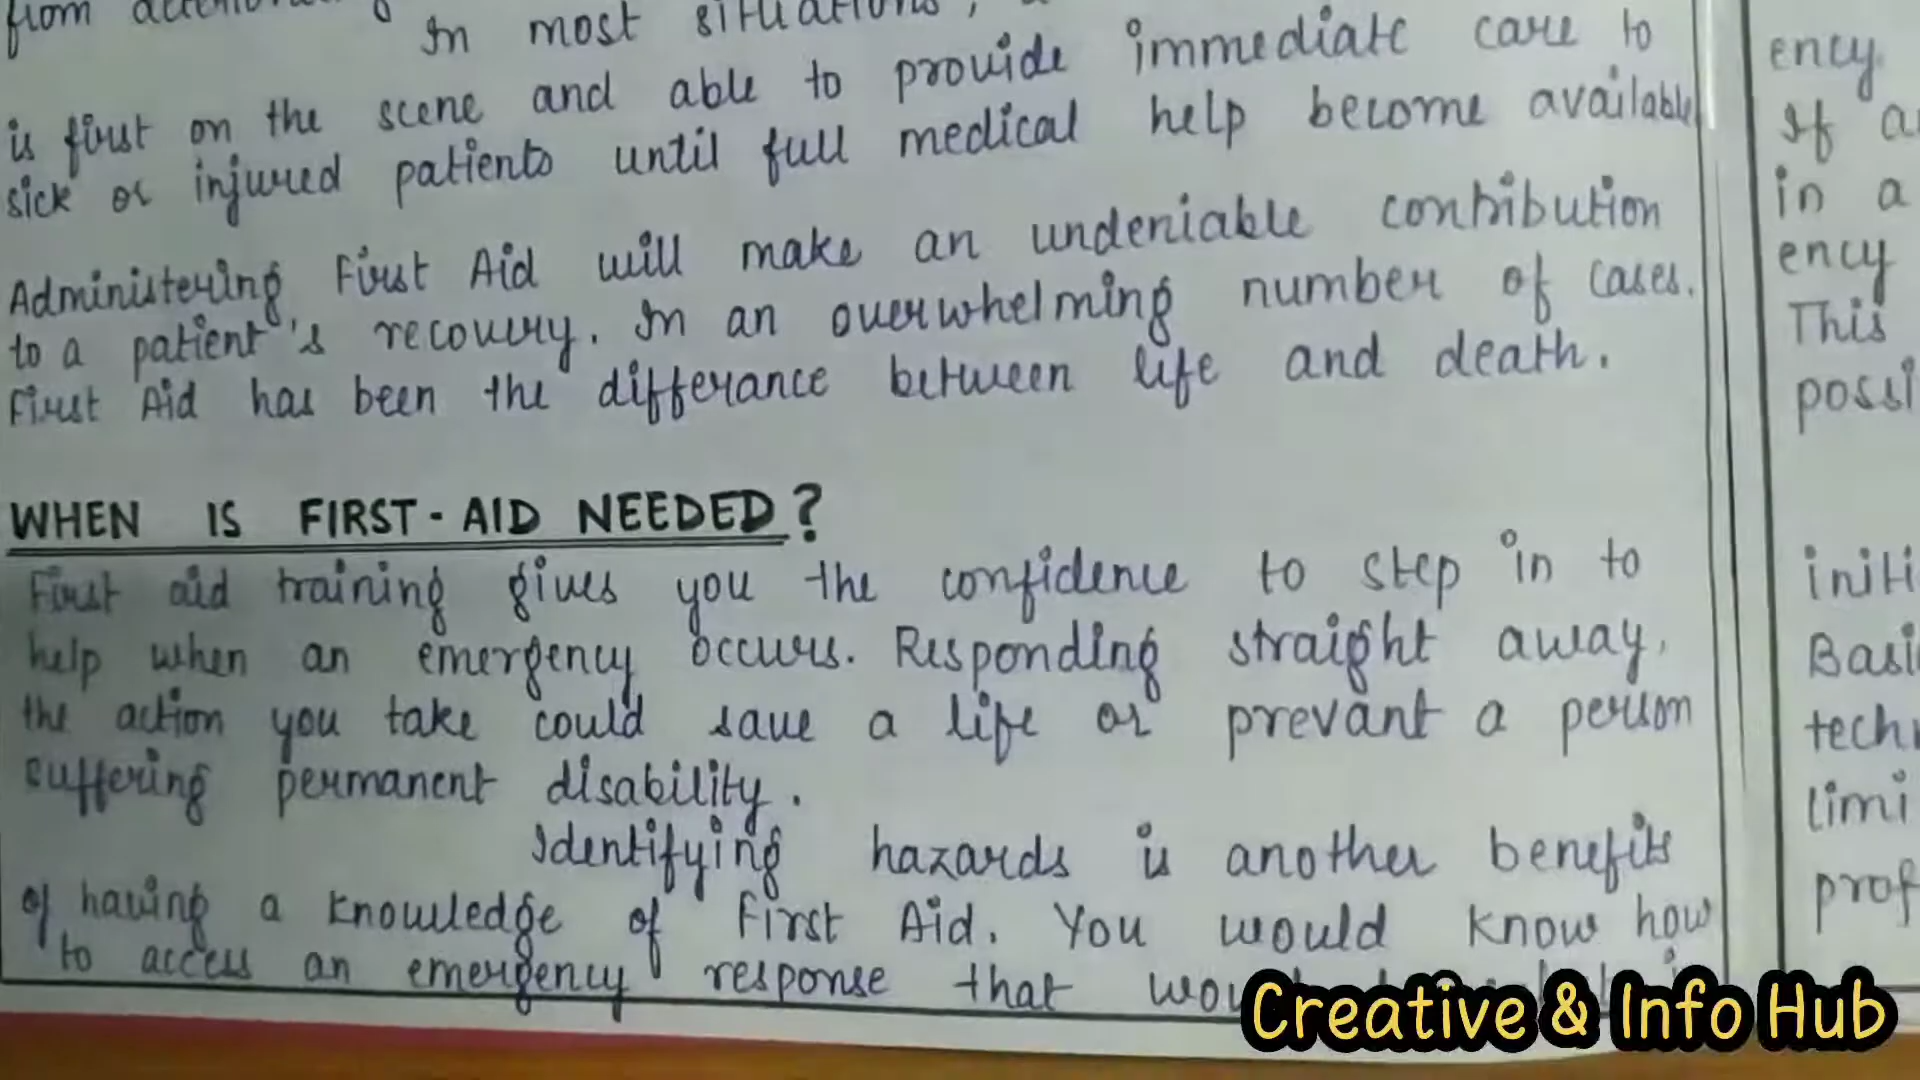 from
In most situations,
is first on the scene and able to provide immediate care to
sick or injured patients until full medical help become available
Administering First Aid will make an undeniable contribution
to a patient's recovery. In an overwhelming number of cases.
First Aid has been the differance between life and death.
WHEN IS FIRST-AID NEEDED?
First aid training gives you the confidence to step in to
help when an emergency occurs. Responding straight away,
the action you take could save a life or prevant a person
suffering permanent disability.
Identifying hazards is another benefits
of having a knowledge of First Aid. You would know how
to access an emergency response that
ency
If
in a
ency
This
Creative & Info Hub